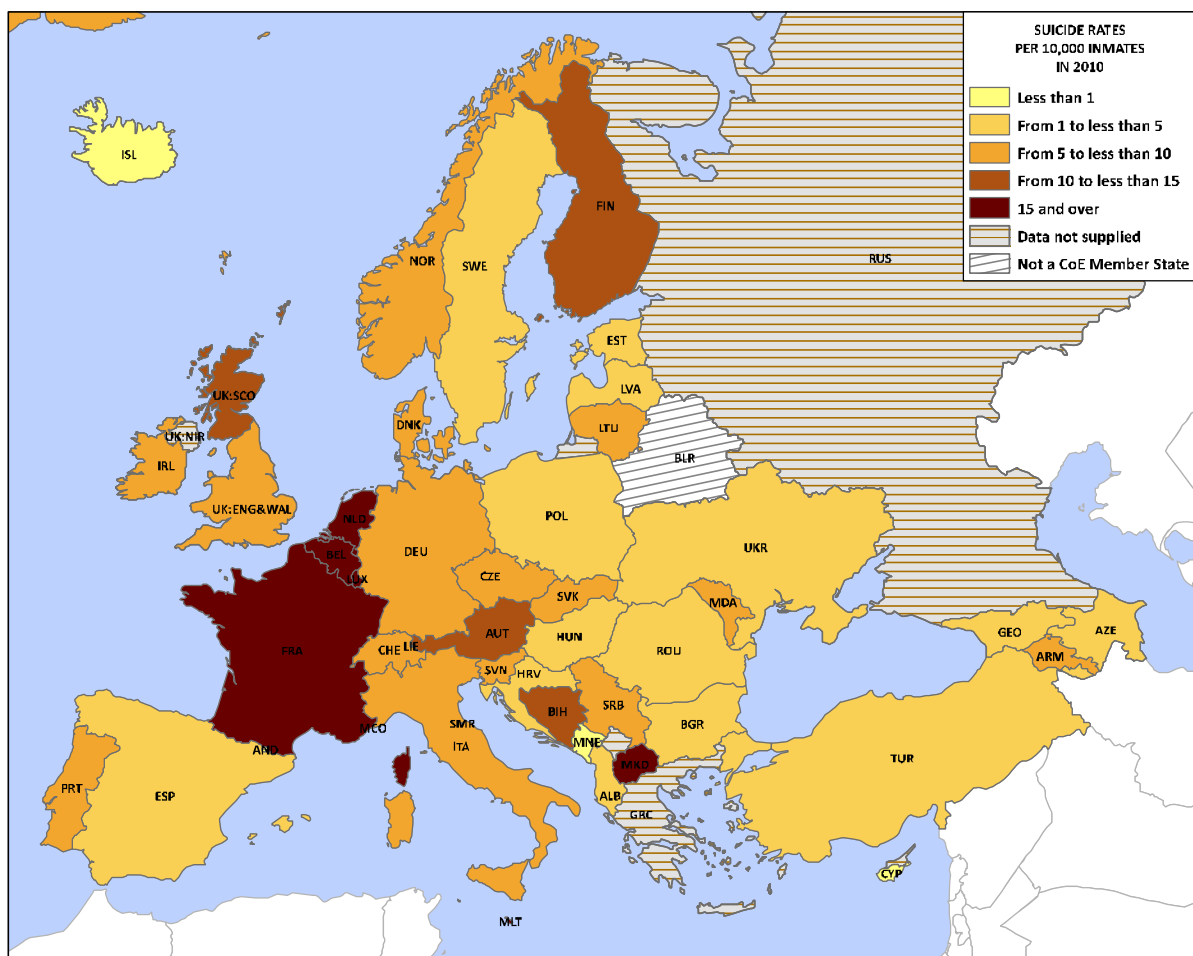 SUICIDE RATES
PER 10,000 INMATES
IN 2010
Less than 1
From 1 to less than 5
From 5 to less than 10
From 10 to less than 15
15 and over
Data not supplied
Not a CoE Member State
ISL
FIN
NOR
SWE
RUS
EST
LVA
UK:SCO
DNK
LTU
UK:NIR
BLR
IRL
UK:ENG&WAL
NLD
POL
BEL
DEU
UKR
LUX
CZE
SVK
MDA
AUT
GEO
AZE
HUN
FRA
CHE
LIE
ROU
ARM
SVN
HRV
SRB
BIH
MCO
SMR
BGR
ITA
MNE
AND
TUR
MKD
PRT
ESP
ALB
GRC
CYP
MLT